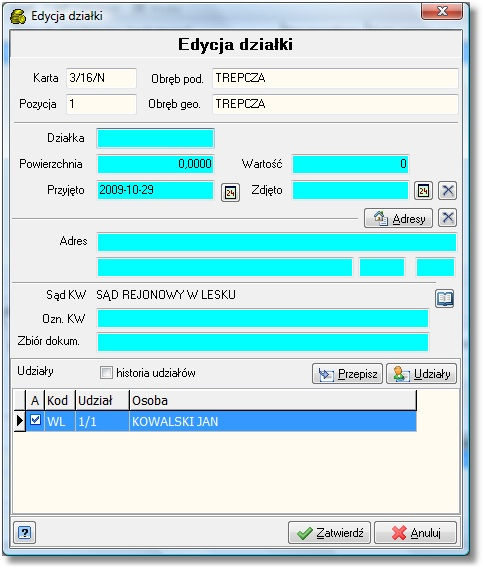 Edycja działki
Edycja działki
Karta 3/16/N Obręb pod. TREPCZA
Pozycja 1 Obręb geo. TREPCZA
Działka
Powierzchnia 0,0000 Wartość 0
Przyjęto 2009-10-29 24 Zdjęto 24
Adresy
Adres
Sąd KW SĄD REJONOWY W LESKU
Ozn. KW
Zbiór dokum.
Udziały historia udziałów Przepisz Udziały
A Kod Udział Osoba
WL 1/1 KOWALSKI JAN
? Zatwierdź Anuluj